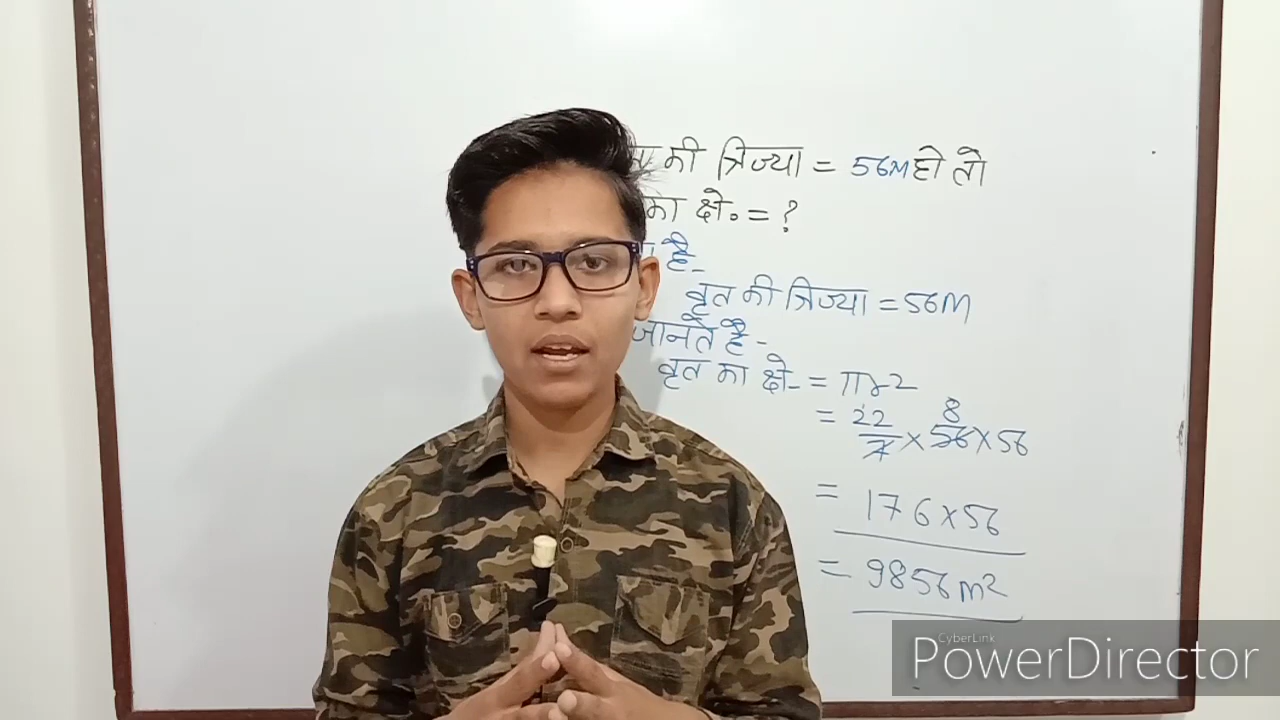 की त्रिज्या = 56M हो तो
का क्षे० = ?
है-
वृत की त्रिज्या = 56M
जानते है-
वृत का क्षे- = πr2
= 22/7 × 56 × 56
8
= 176 × 56
= 9856 m2
CyberLink
PowerDirector